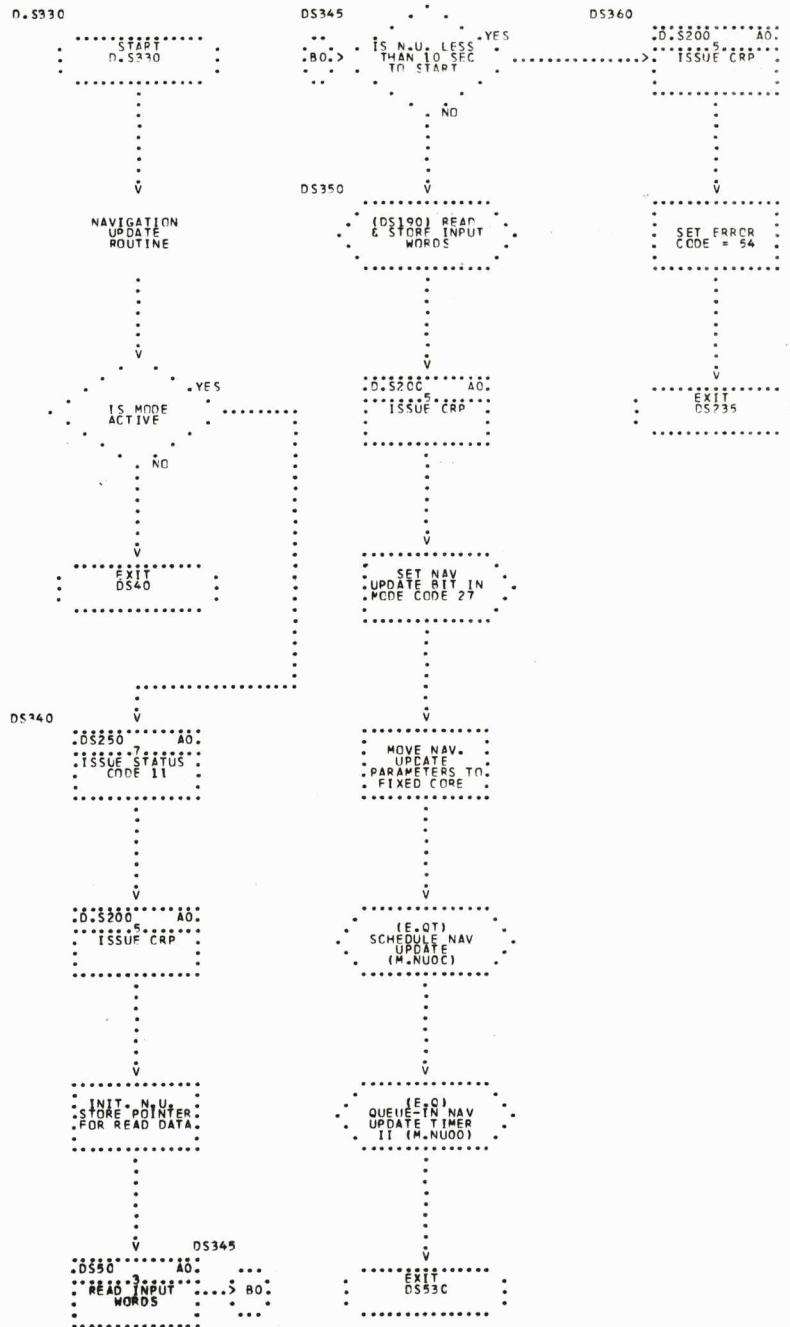 D.S330
START
D.S330
NAVIGATION
UPDATE
ROUTINE
IS MODE
ACTIVE
YES
NO
EXIT
DS40
DS340
DS250 A0
7
ISSUE STATUS
CODE 11
D.S200 A0
5
ISSUE CRP
INIT. N.U.
STORE POINTER
FOR READ DATA
DS50 A0
3
READ INPUT
WORDS
DS345
B0
DS345
B0
IS N.U. LESS
THAN 10 SEC
TO START
YES
NO
DS350
(DS190) READ
& STORE INPUT
WORDS
D.S200 A0
5
ISSUE CRP
SET NAV
UPDATE BIT IN
MODE CODE 27
MOVE NAV.
UPDATE
PARAMETERS TO
FIXED CORE
(E.QT)
SCHEDULE NAV
UPDATE
(M.NU0C)
(E.Q)
QUEUE-IN NAV
UPDATE TIMER
II (M.NU00)
EXIT
DS53C
DS360
D.S200 A0
5
ISSUE CRP
SET ERROR
CODE = 54
EXIT
DS235